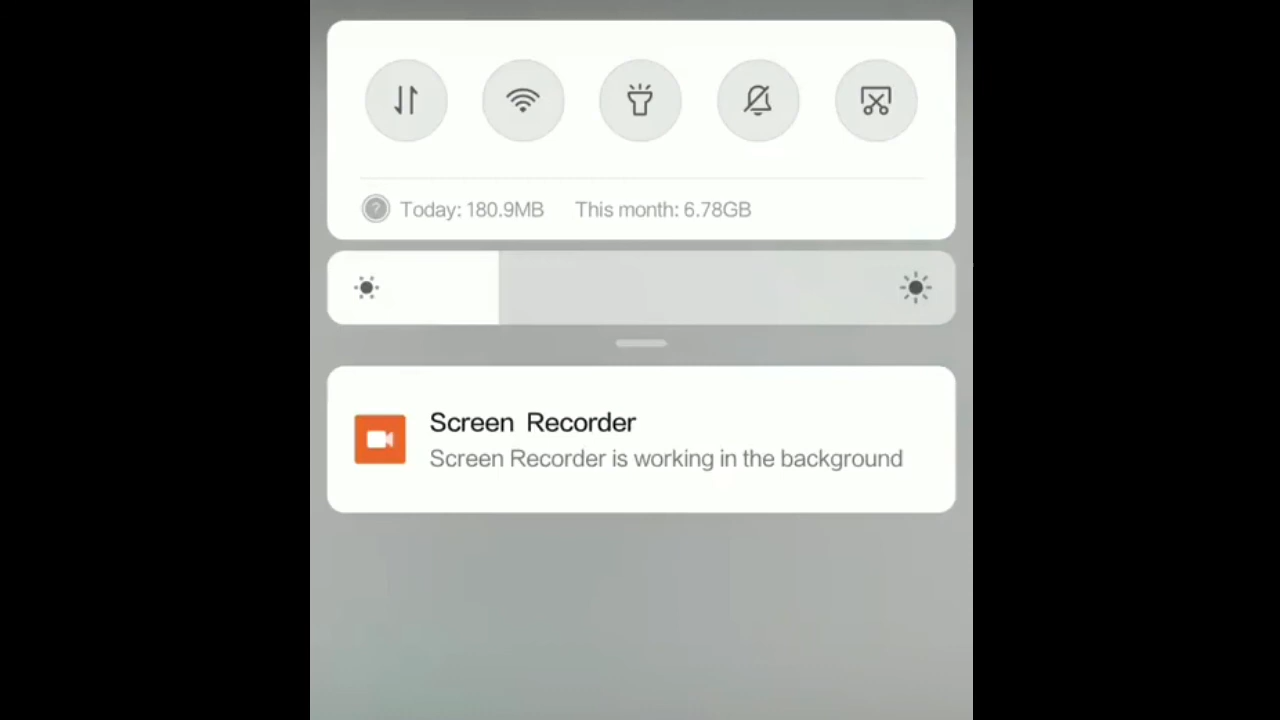 Today: 180.9MB This month: 6.78GB
Screen Recorder
Screen Recorder is working in the background